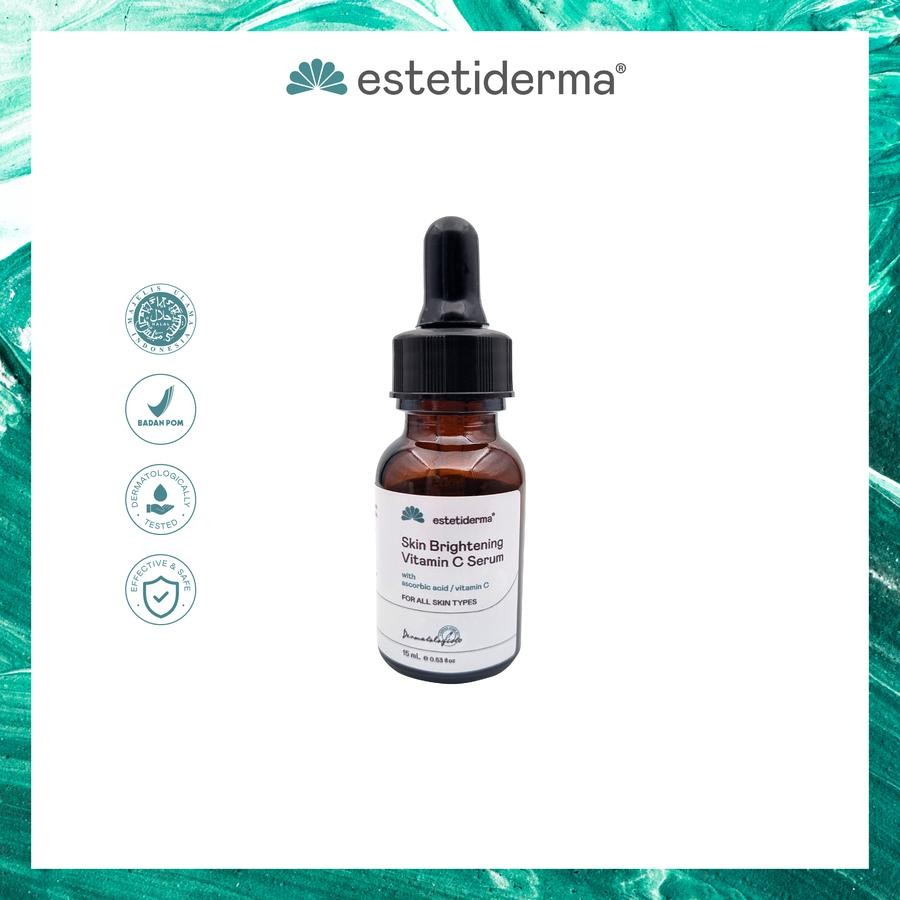 estetiderma®
MAJELIS ULAMA INDONESIA
حلال
HALAL
BADAN POM
DERMATOLOGICALLY
TESTED
EFFECTIVE & SAFE
estetiderma®
Skin Brightening
Vitamin C Serum
with
ascorbic acid / vitamin C
FOR ALL SKIN TYPES
15 mL ℮ 0.53 fl oz